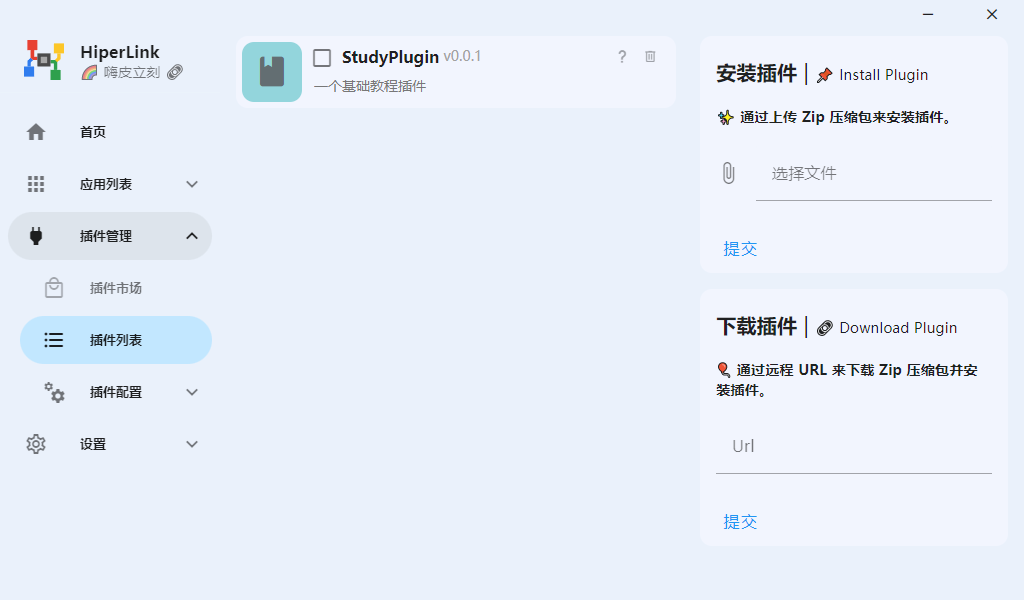 HiperLink
🌈 嗨皮立刻 🔗
首页
应用列表
插件管理
插件市场
插件列表
插件配置
设置
StudyPlugin v0.0.1
一个基础教程插件
安装插件 | 📌 Install Plugin
✨ 通过上传 Zip 压缩包来安装插件。
选择文件
提交
下载插件 | 🔗 Download Plugin
🎈 通过远程 URL 来下载 Zip 压缩包并安
装插件。
Url
提交